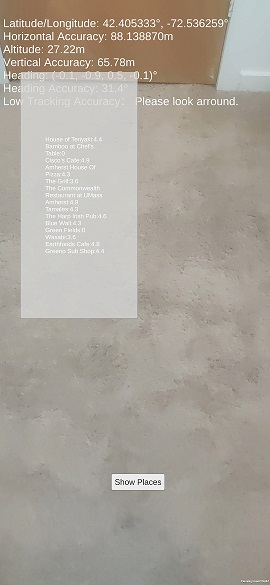 Latitude/Longitude: 42.405333°, -72.536259°
Horizontal Accuracy: 88.138870m
Altitude: 27.22m
Vertical Accuracy: 65.78m
Heading: (-0.1, -0.9, 0.5, -0.1)°
Heading Accuracy: 31.4°
Low Tracking Accuracy: Please look arround.
House of Teriyaki:4.4
Bamboo at Chef's
Table:0
Cisco's Cafe:4.9
Amherst House Of
Pizza:4.3
The Grill:3.6
The Commonwealth
Restaurant at UMass
Amherst:4.9
Tamales:4.3
The Harp Irish Pub:4.6
Blue Wall:4.3
Green Fields:0
Wasabi:3.8
Earthfoods Cafe:4.8
Greeno Sub Shop:4.4
Show Places